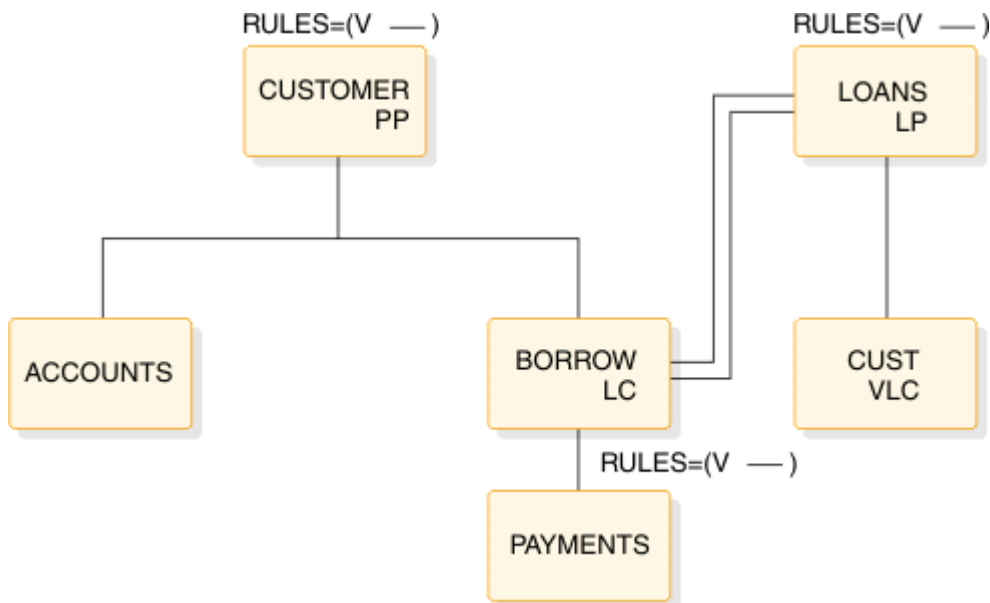 RULES=(V — )
RULES=(V — )
CUSTOMER
PP
LOANS
LP
ACCOUNTS
BORROW
LC
CUST
VLC
RULES=(V — )
PAYMENTS